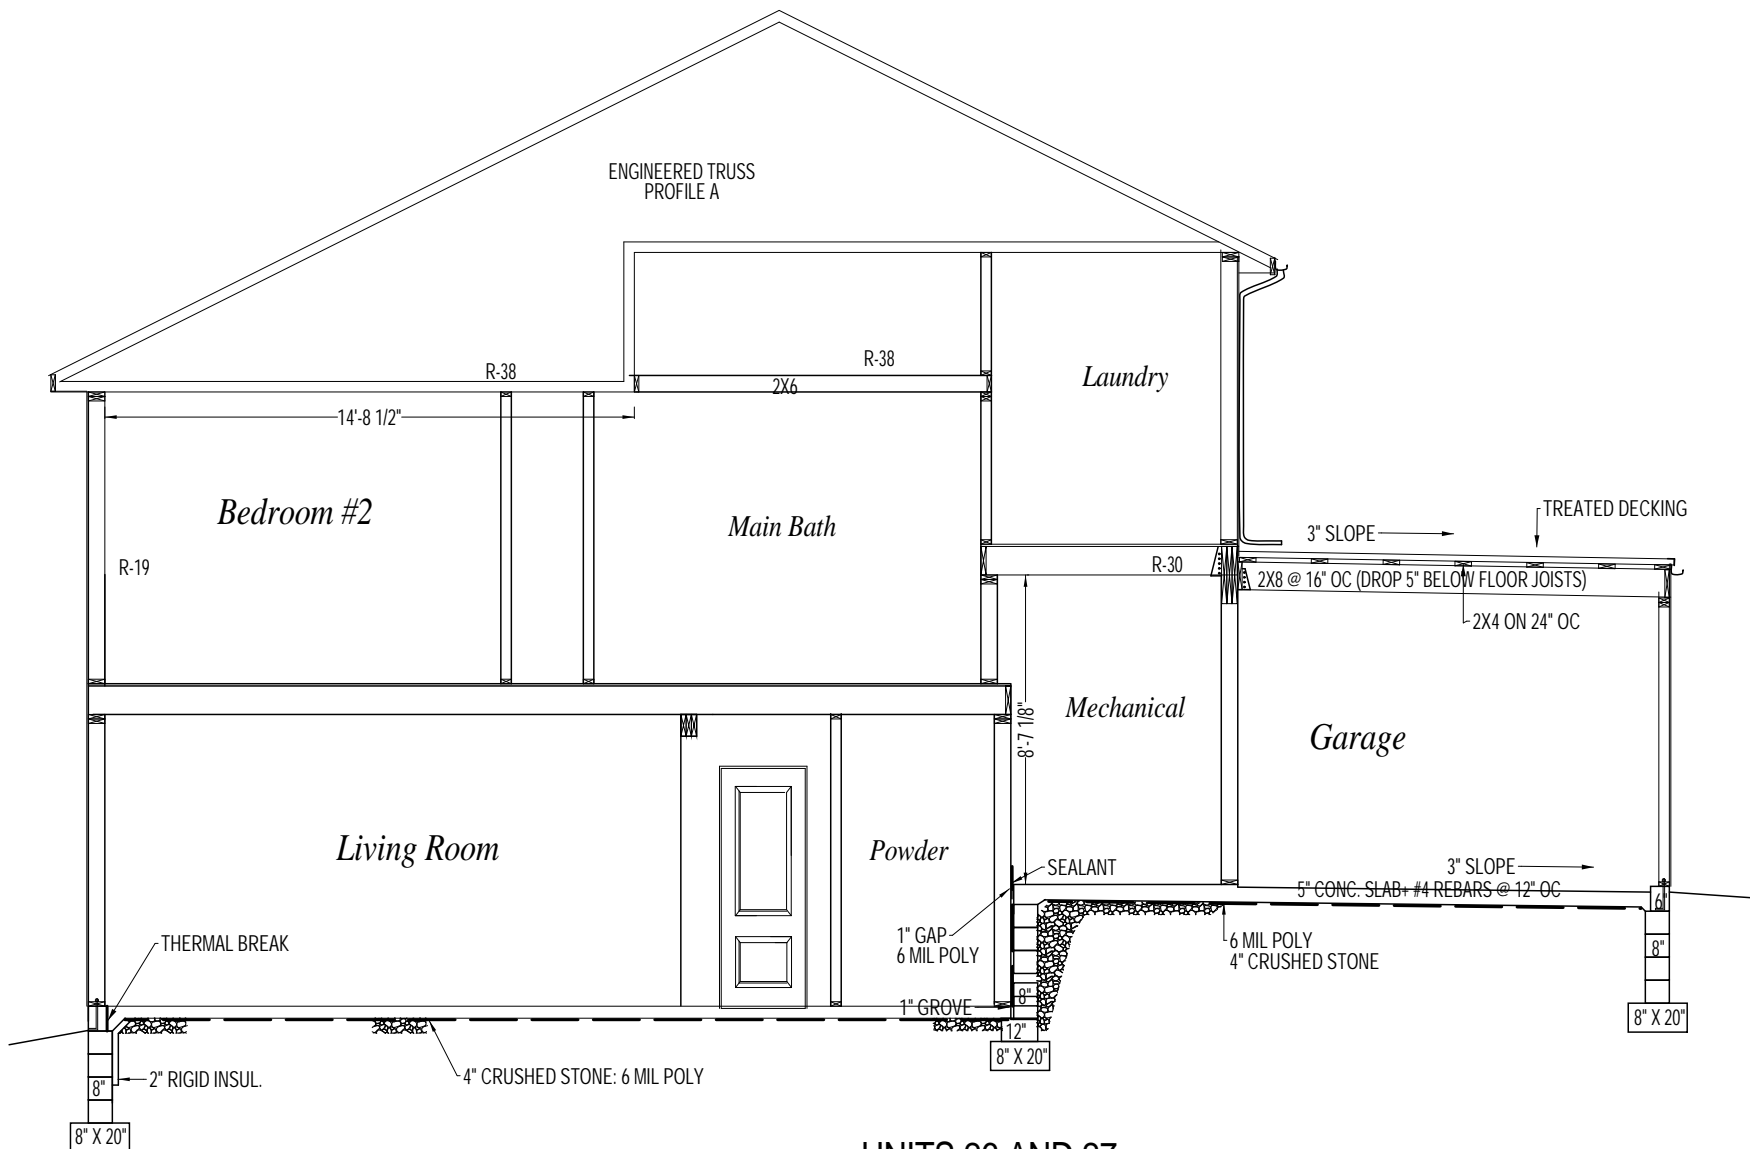 ENGINEERED TRUSS
PROFILE A
R-38
R-38
2X6
Laundry
14'-8 1/2"
Bedroom #2
Main Bath
3" SLOPE
TREATED DECKING
R-19
R-30
2X8 @ 16" OC (DROP 5" BELOW FLOOR JOISTS)
2X4 ON 24" OC
Mechanical
8'-7 1/8"
Garage
Living Room
Powder
SEALANT
3" SLOPE
5" CONC. SLAB+ #4 REBARS @ 12" OC
6"
1" GAP
6 MIL POLY
6 MIL POLY
4" CRUSHED STONE
THERMAL BREAK
8"
8"
1" GROVE
8" X 20"
12"
8" X 20"
2" RIGID INSUL.
4" CRUSHED STONE: 6 MIL POLY
8"
8" X 20"
UNITS
AND